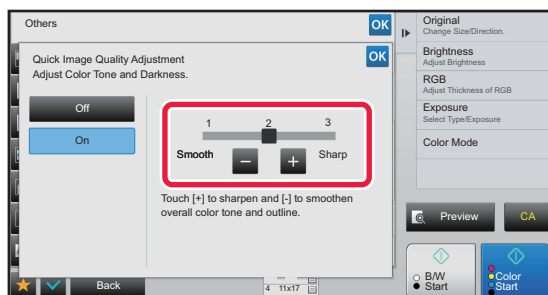 Others
OK
Quick Image Quality Adjustment
Adjust Color Tone and Darkness.
OK
Off
On
1 2 3
Smooth - + Sharp
Touch [+] to sharpen and [-] to smoothen
overall color tone and outline.
Back
4 11x17
Original
Change Size/Direction.
Brightness
Adjust Brightness
RGB
Adjust Thickness of RGB
Exposure
Select Type/Exposure
Color Mode
Preview
CA
B/W
Start
Color
Start